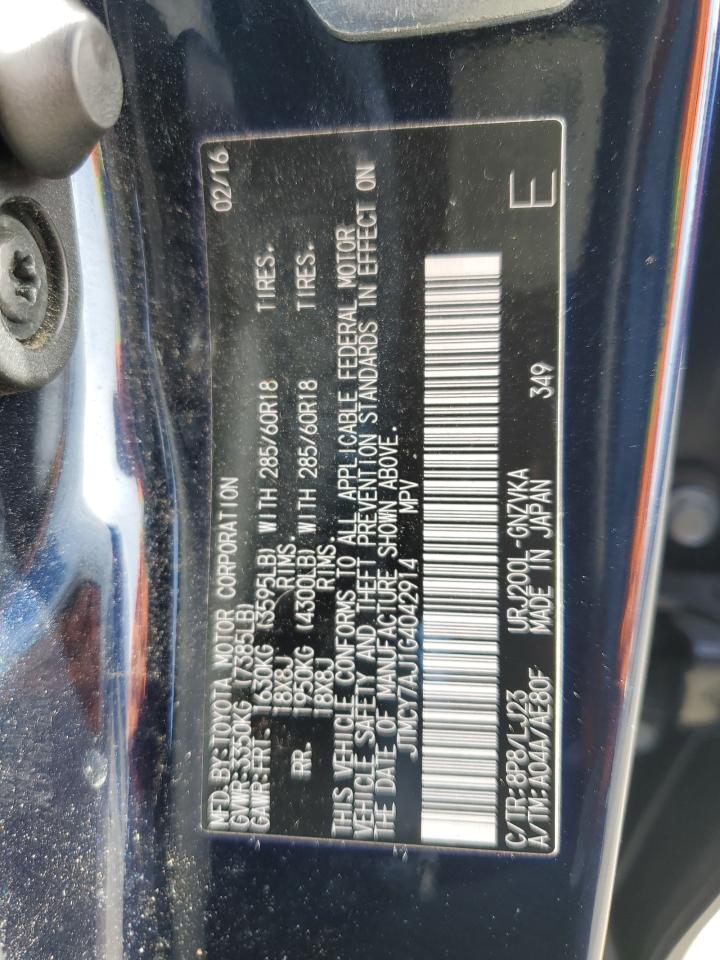 MFD.BY:TOYOTA MOTOR CORPORATION 02/16
GVWR:3350KG (7385LB)
GAWR:FRT. 1630KG (3595LB) WITH 285/60R18 TIRES.
18X8J RIMS.
RR. 1950KG (4300LB) WITH 285/60R18 TIRES.
18X8J RIMS.
THIS VEHICLE CONFORMS TO ALL APPLICABLE FEDERAL MOTOR
VEHICLE SAFETY AND THEFT PREVENTION STANDARDS IN EFFECT ON
THE DATE OF MANUFACTURE SHOWN ABOVE.
JTMCY7AJ1G4042914 MPV
C/TR:8P8/LJ23 URJ200L-GNZVKA 349 E
A/TM:A04A/AE80F MADE IN JAPAN